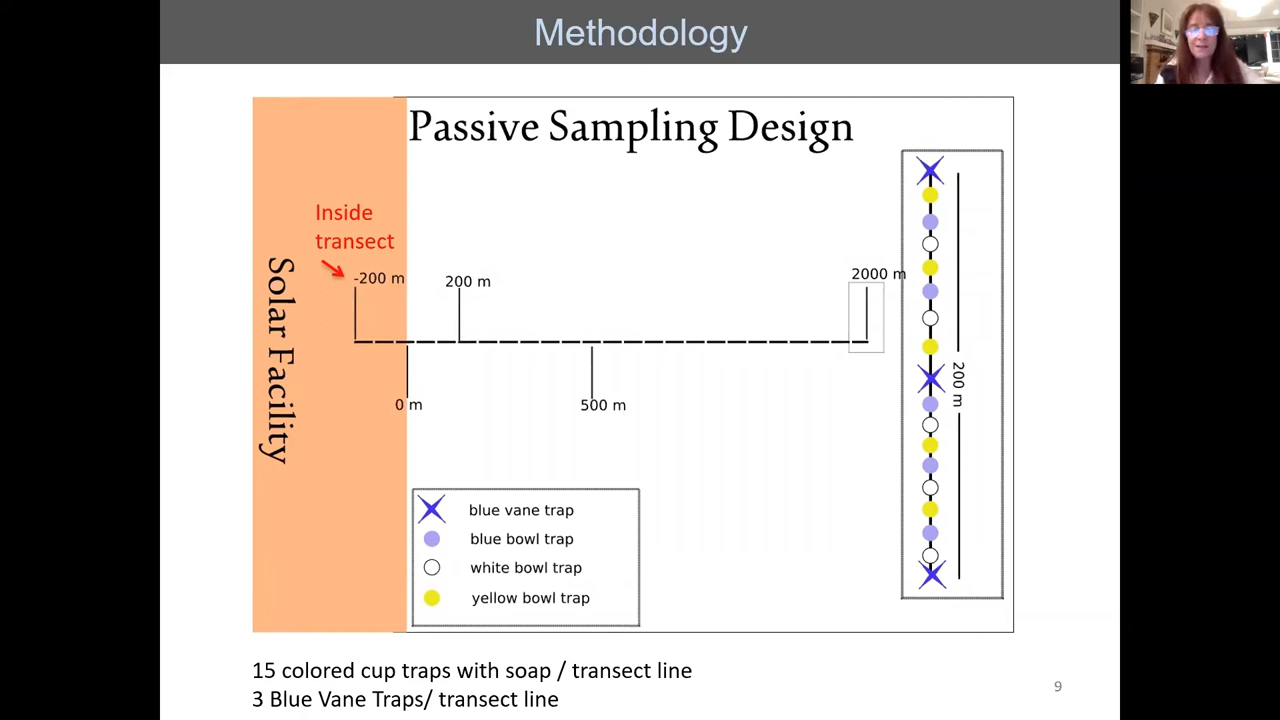 Methodology
Passive Sampling Design
Inside
transect
-200 m
200 m
2000 m
Solar Facility
0 m
500 m
200 m
blue vane trap
blue bowl trap
white bowl trap
yellow bowl trap
15 colored cup traps with soap / transect line
3 Blue Vane Traps/ transect line
9